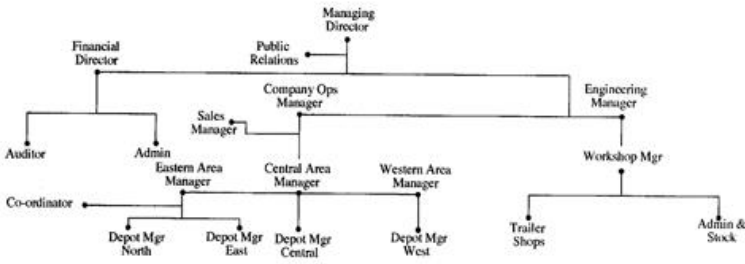 Managing
Director
Financial
Director
Public
Relations
Company Ops
Manager
Engineering
Manager
Sales
Manager
Auditor
Admin
Workshop Mgr
Eastern Area
Manager
Central Area
Manager
Western Area
Manager
Co-ordinator
Depot Mgr
North
Depot Mgr
East
Depot Mgr
Central
Depot Mgr
West
Trailer
Shops
Admin &
Stock